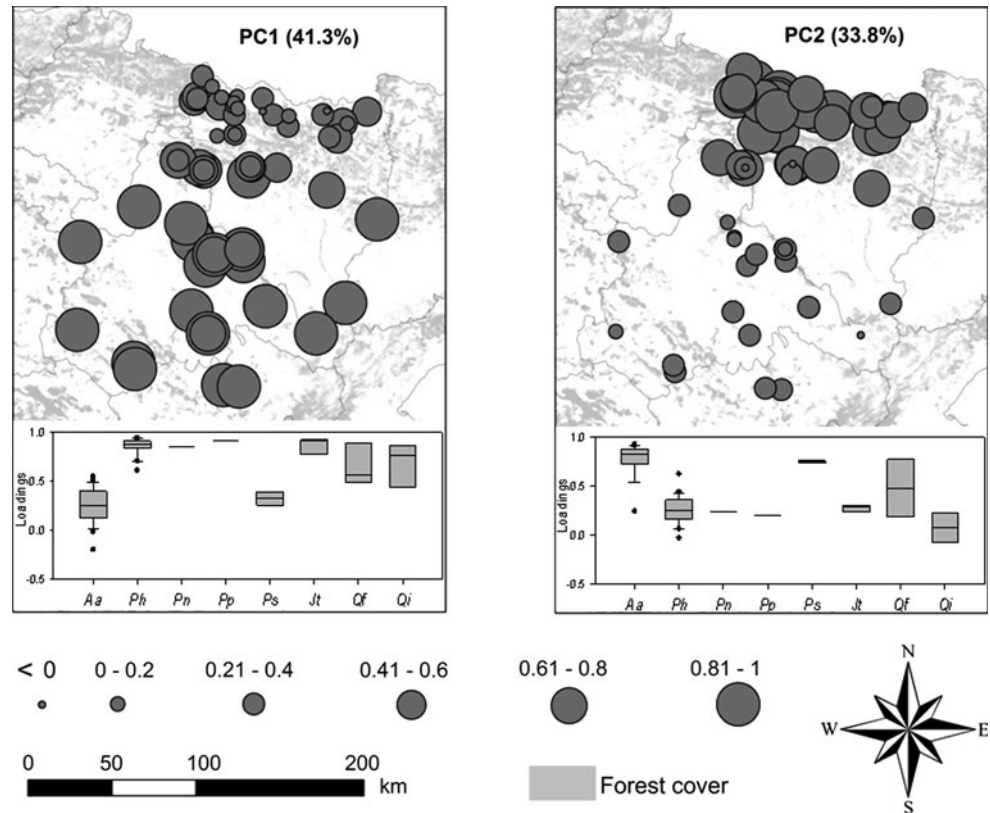 PC1 (41.3%)
PC2 (33.8%)
1.0
0.5
0.0
-0.5
Loadings
Aa Ph Pn Pp Ps Jt Qf Qi
1.0
0.5
0.0
-0.5
Loadings
Aa Ph Pn Pp Ps Jt Qf Qi
< 0 0 - 0.2 0.21 - 0.4 0.41 - 0.6 0.61 - 0.8 0.81 - 1
0 50 100 200
km
Forest cover
N
W E
S